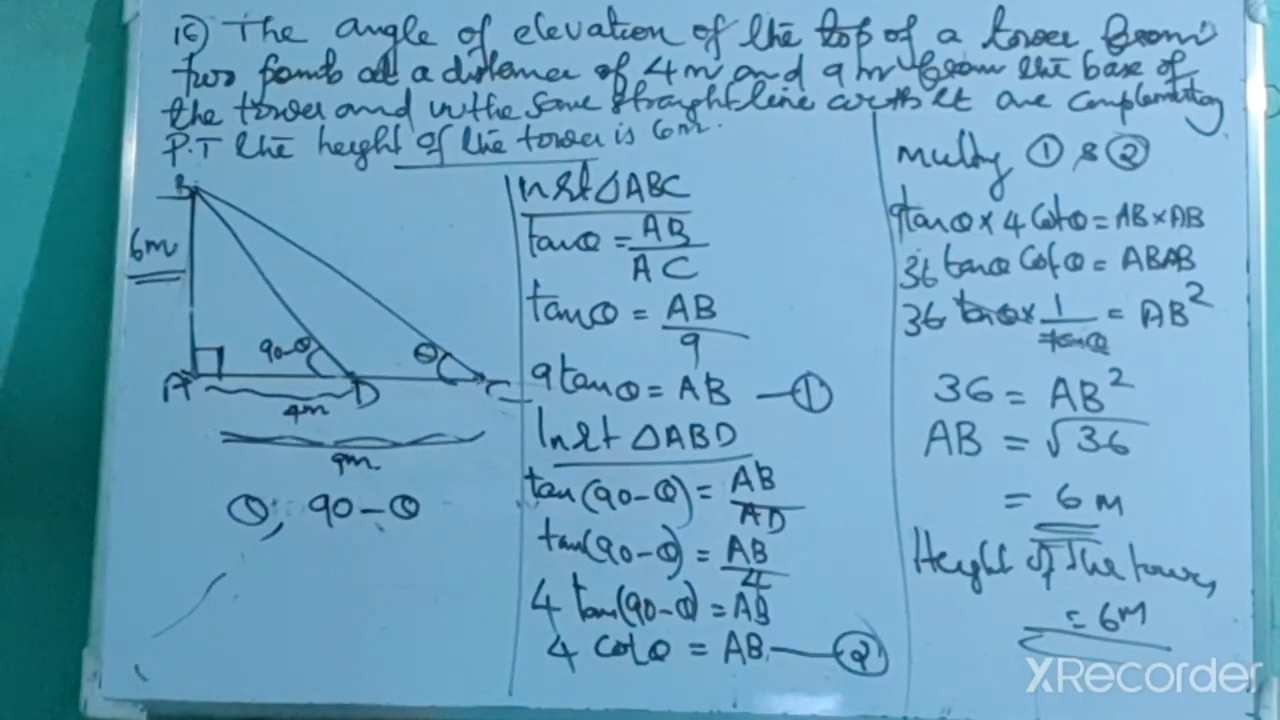 16) The angle of elevation of the top of a tower from
two points at a distance of 4m and 9m from the base of
the tower and in the same straight line with it are complementary
P.T the height of the tower is 6m.
B
6m
90-θ
θ
A
D
C
4m
9m
θ, 90-θ
In rt ΔABC
tanθ = AB/AC
tanθ = AB/9
9tanθ = AB —①
In rt ΔABD
tan(90-θ) = AB/AD
tan(90-θ) = AB/4
4 tan(90-θ) = AB
4 cotθ = AB —②
Multy ① & ②
9tanθ × 4 Cotθ = AB × AB
36 tanθ Cotθ = AB AB
36 tanθ × 1/tanθ = AB²
36 = AB²
AB = √36
= 6 m
Height of the tower,
= 6m
XRecorder